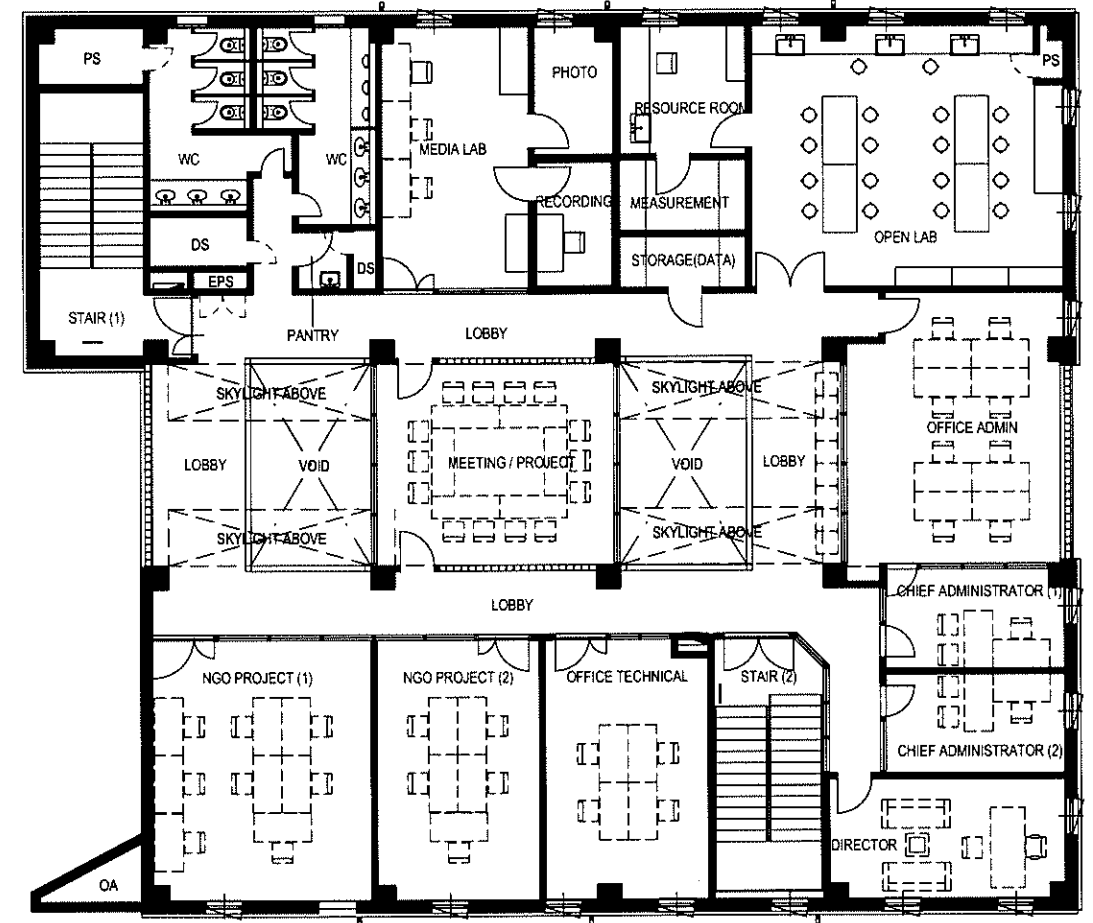 PS
PS
PHOTO
RESOURCE ROOM
MEDIA LAB
WC
WC
RECORDING
MEASUREMENT
OPEN LAB
DS
STORAGE(DATA)
DS
EPS
STAIR (1)
PANTRY
LOBBY
SKYLIGHT ABOVE
SKYLIGHT ABOVE
OFFICE ADMIN
LOBBY
VOID
MEETING / PROJECT
VOID
LOBBY
SKYLIGHT ABOVE
SKYLIGHT ABOVE
CHIEF ADMINISTRATOR (1)
LOBBY
NGO PROJECT (1)
NGO PROJECT (2)
OFFICE TECHNICAL
STAIR (2)
CHIEF ADMINISTRATOR (2)
DIRECTOR
OA